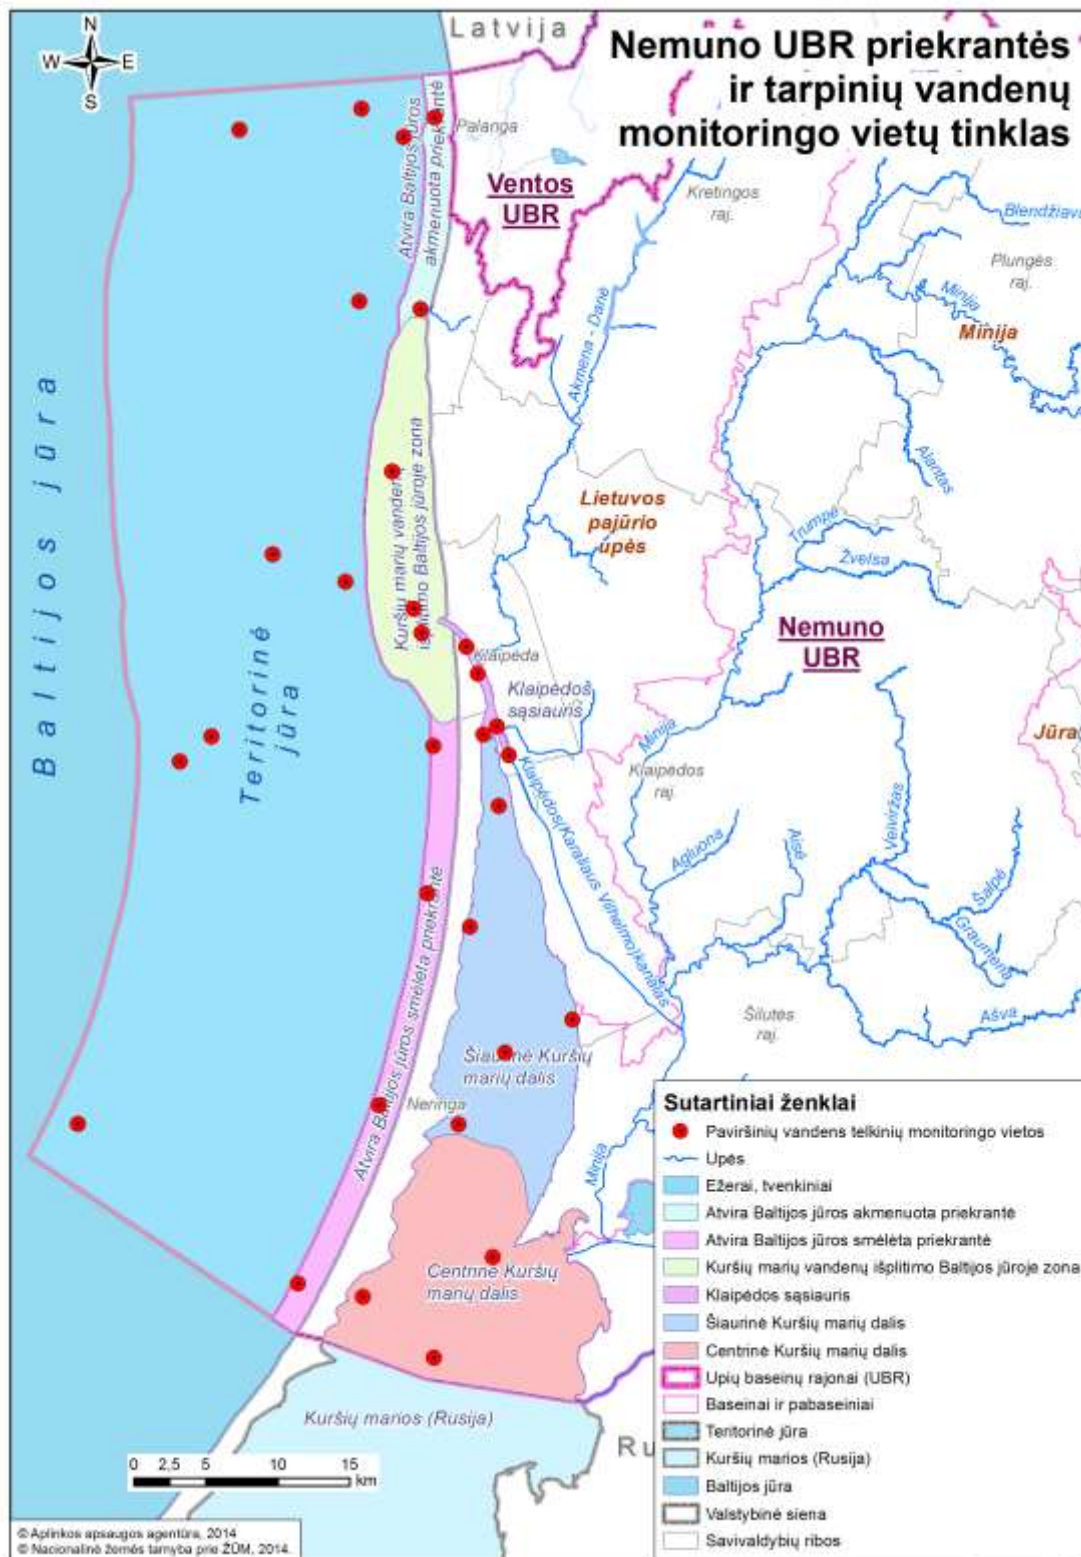 N
W E
S
Latvija
Nemuno UBR priekrantės
ir tarpinių vandenų
monitoringo vietų tinklas
Palanga
Atvira Baltijos jūros
akmenuota priekrantė
Ventos
UBR
Kretingos
raj.
Blendžiava
Plungės
raj.
Minija
Minija
Akmena - Danė
Alantas
Baltijos jūra
Kuršių marių vandenų
išplitimo Baltijos jūroje zona
Lietuvos
pajūrio
upės
Trumpė
Žvelsa
Teritorinė
jūra
Klaipėda
Nemuno
UBR
Klaipėdos
sąsiauris
Minija
Jūra
Klaipėdos
raj.
Klaipėdos(Karaliaus Vilhelmo)kanalas
Veiviržas
Agluona
Aisė
Šalpė
Graumena
Atvira Baltijos jūros smėlėta priekrantė
Ašva
Šilutės
raj.
Šiaurinė Kuršių
marių dalis
Neringa
Minija
Centrinė Kuršių
marių dalis
Kuršių marios (Rusija)
Ru
0 2,5 5 10 15
km
Sutartiniai ženklai
Paviršinių vandens telkinių monitoringo vietos
Upės
Ežerai, tvenkiniai
Atvira Baltijos jūros akmenuota priekrantė
Atvira Baltijos jūros smėlėta priekrantė
Kuršių marių vandenų išplitimo Baltijos jūroje zona
Klaipėdos sąsiauris
Šiaurinė Kuršių marių dalis
Centrinė Kuršių marių dalis
Upių baseinų rajonai (UBR)
Baseinai ir pabaseiniai
Teritorinė jūra
Kuršių marios (Rusija)
Baltijos jūra
Valstybinė siena
Savivaldybių ribos
© Aplinkos apsaugos agentūra, 2014
© Nacionalinė žemės tarnyba prie ŽŪM, 2014.